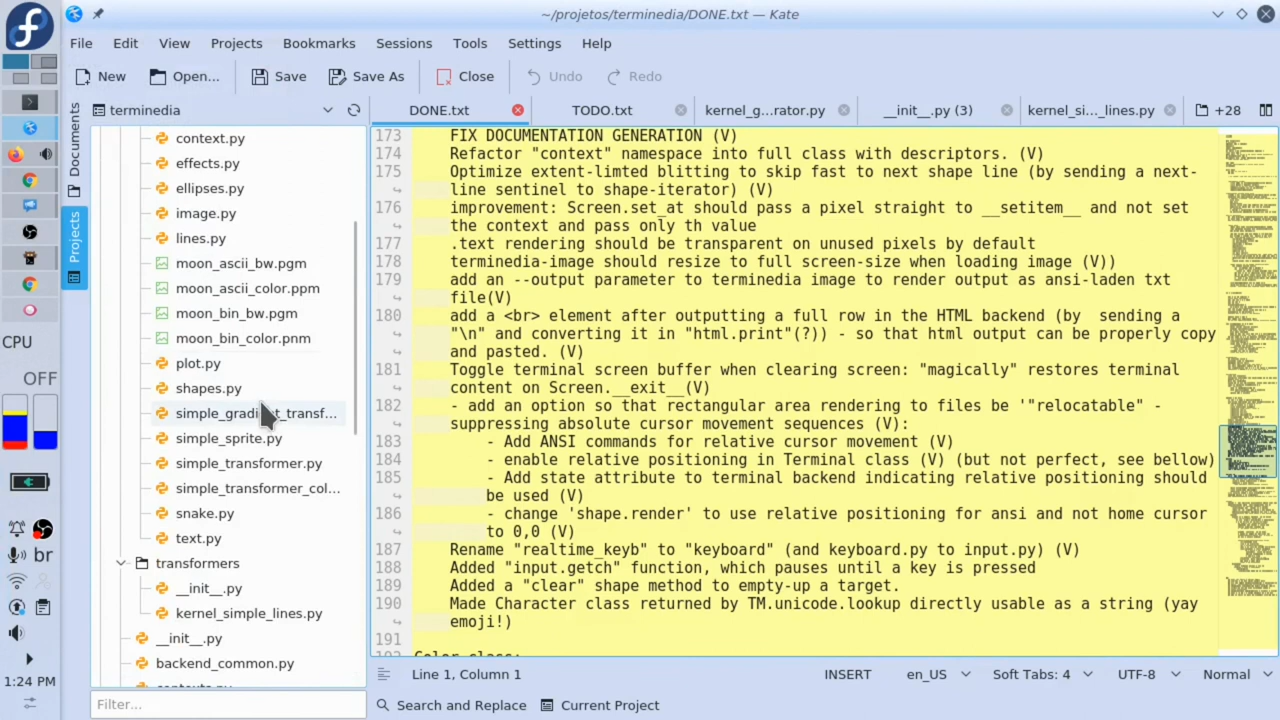 ~/projetos/terminedia/DONE.txt — Kate
File Edit View Projects Bookmarks Sessions Tools Settings Help
New Open... Save Save As Close Undo Redo
Documents
Projects
terminedia
DONE.txt TODO.txt kernel_g...rator.py __init__.py (3) kernel_si..._lines.py +28
context.py
effects.py
ellipses.py
image.py
lines.py
moon_ascii_bw.pgm
moon_ascii_color.ppm
moon_bin_bw.pgm
moon_bin_color.pnm
plot.py
shapes.py
simple_sprite.py
simple_transformer.py
simple_transformer_col...
snake.py
text.py
transformers
__init__.py
kernel_simple_lines.py
__init__.py
backend_common.py
Filter...
173 FIX DOCUMENTATION GENERATION (V)
174 Refactor "context" namespace into full class with descriptors. (V)
175 Optimize extent-limted blitting to skip fast to next shape line (by sending a next-
line sentinel to shape-iterator) (V)
176 improvement: Screen.set_at should pass a pixel straight to __setitem__ and not set
the context and pass only th value
177 .text rendering should be transparent on unused pixels by default
178 terminedia-image should resize to full screen-size when loading image (V))
179 add an --output parameter to terminedia image to render output as ansi-laden txt
file(V)
180 add a <br> element after outputting a full row in the HTML backend (by  sending a
"\n" and converting it in "html.print"(?)) - so that html output can be properly copy
and pasted. (V)
181 Toggle terminal screen buffer when clearing screen: "magically" restores terminal
content on Screen.__exit__(V)
182 - add an option so that rectangular area rendering to files be '"relocatable" -
suppressing absolute cursor movement sequences (V):
183 - Add ANSI commands for relative cursor movement (V)
184 - enable relative positioning in Terminal class (V) (but not perfect, see bellow)
185 - Add space attribute to terminal backend indicating relative positioning should
be used (V)
186 - change 'shape.render' to use relative positioning for ansi and not home cursor
to 0,0 (V)
187 Rename "realtime_keyb" to "keyboard" (and keyboard.py to input.py) (V)
188 Added "input.getch" function, which pauses until a key is pressed
189 Added a "clear" shape method to empty-up a target.
190 Made Character class returned by TM.unicode.lookup directly usable as a string (yay
emoji!)
191
Line 1, Column 1 INSERT en_US Soft Tabs: 4 UTF-8 Normal
Search and Replace Current Project
CPU
OFF
br
1:24 PM